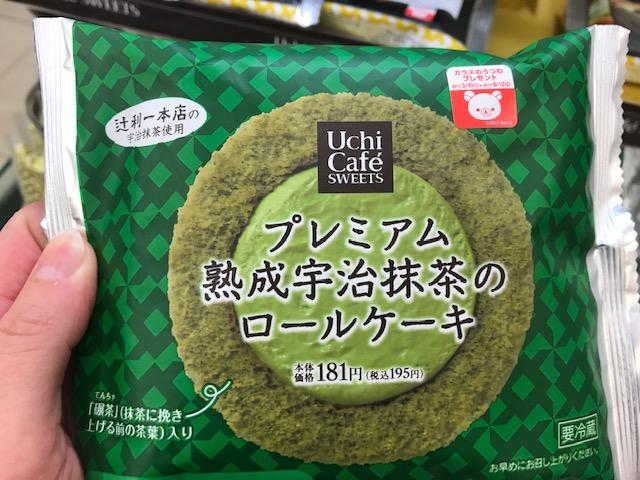 ガラスのうつわ
プレゼント
辻利一本店の
宇治抹茶使用
Uchi
Café
SWEETS
プレミアム
熟成宇治抹茶の
ロールケーキ
本体
価格 181円(税込195円)
てんちゃ
「碾茶」(抹茶に挽き
上げる前の茶葉)入り
要冷蔵
お早めにお召し上がりください